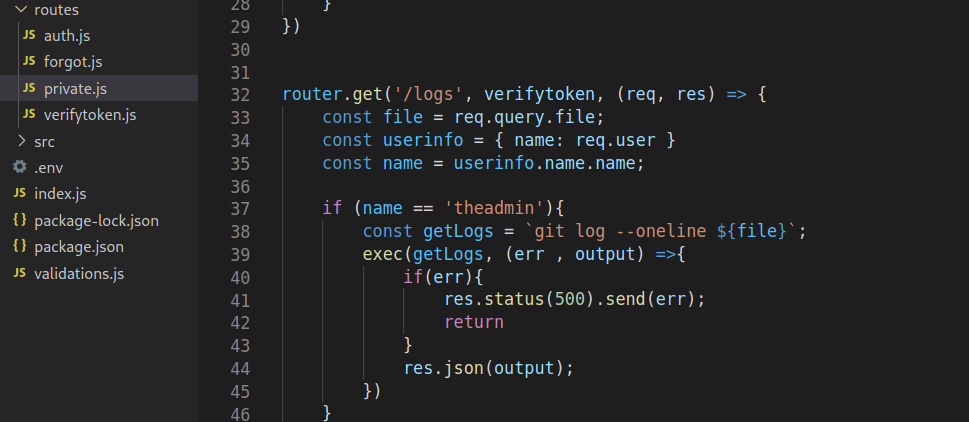 routes
JS auth.js
JS forgot.js
JS private.js
JS verifytoken.js
src
.env
JS index.js
{} package-lock.json
{} package.json
JS validations.js
28 }
29 })
30
31
32 router.get('/logs', verifytoken, (req, res) => {
33 const file = req.query.file;
34 const userinfo = { name: req.user }
35 const name = userinfo.name.name;
36
37 if (name == 'theadmin'){
38 const getLogs = `git log --oneline ${file}`;
39 exec(getLogs, (err , output) =>{
40 if(err){
41 res.status(500).send(err);
42 return
43 }
44 res.json(output);
45 })
46 }